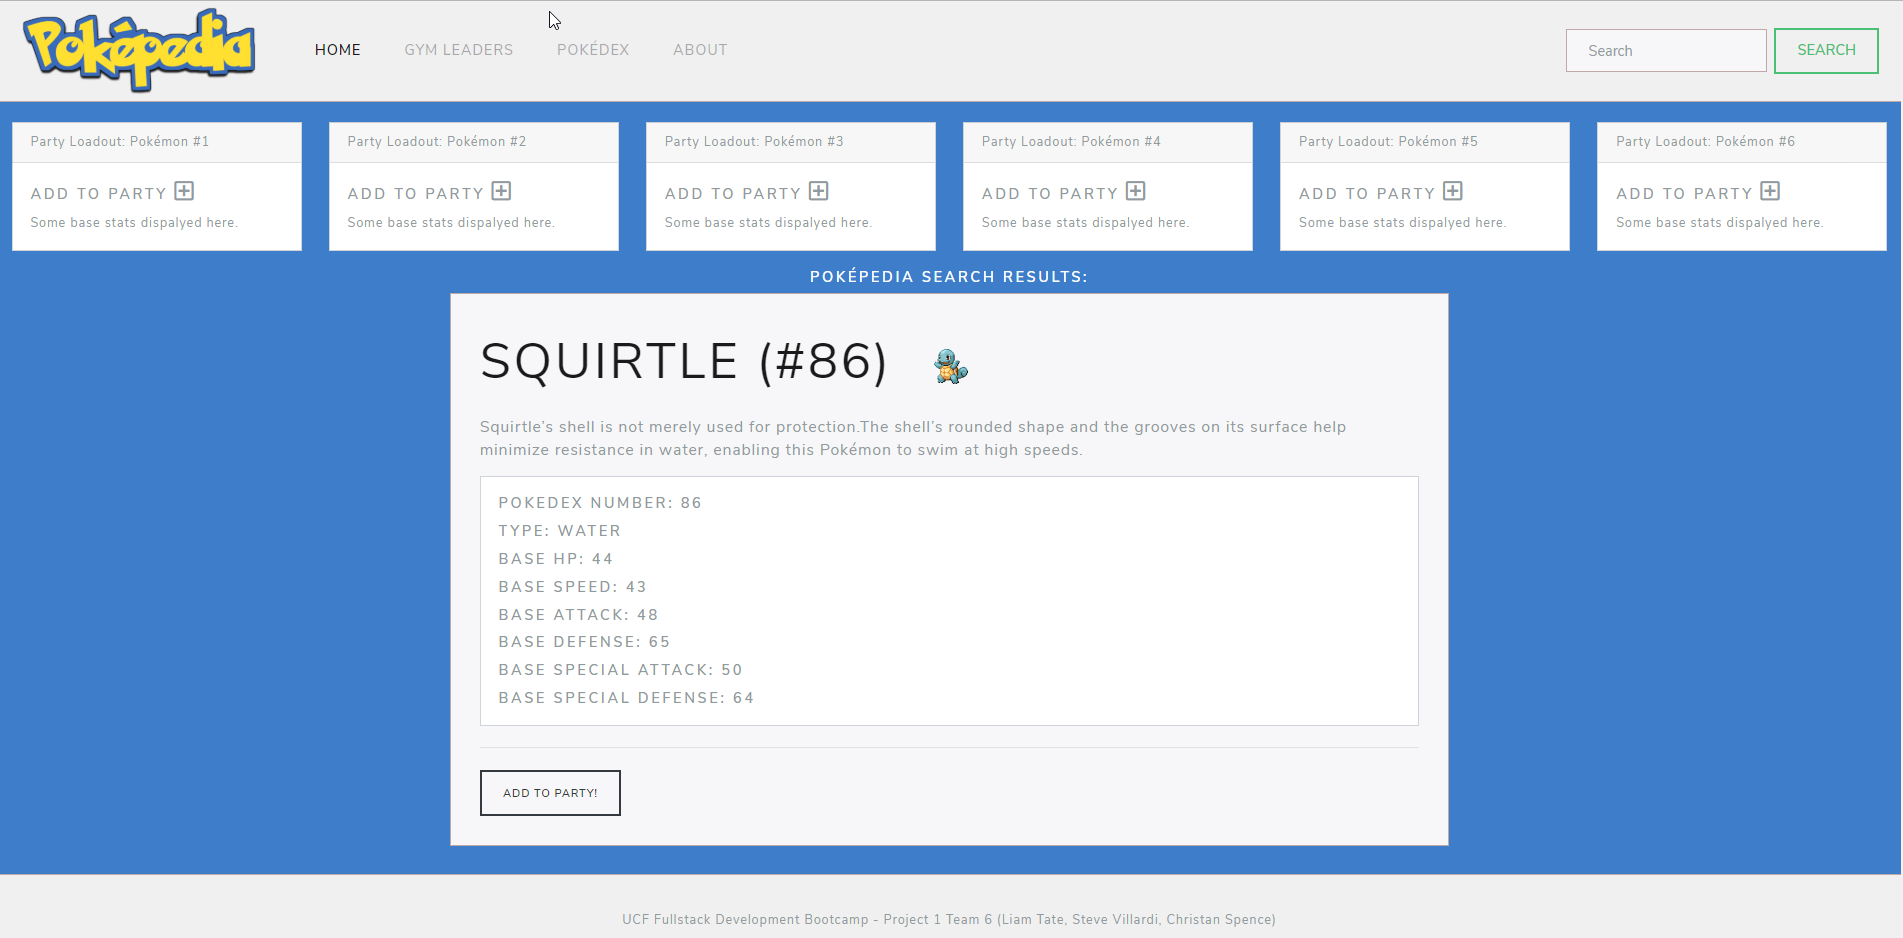 Poképedia
HOME GYM LEADERS POKÉDEX ABOUT Search SEARCH
Party Loadout: Pokémon #1
ADD TO PARTY
Some base stats dispalyed here.
Party Loadout: Pokémon #2
ADD TO PARTY
Some base stats dispalyed here.
Party Loadout: Pokémon #3
ADD TO PARTY
Some base stats dispalyed here.
Party Loadout: Pokémon #4
ADD TO PARTY
Some base stats dispalyed here.
Party Loadout: Pokémon #5
ADD TO PARTY
Some base stats dispalyed here.
Party Loadout: Pokémon #6
ADD TO PARTY
Some base stats dispalyed here.
POKÉPEDIA SEARCH RESULTS:
SQUIRTLE (#86)
Squirtle's shell is not merely used for protection.The shell's rounded shape and the grooves on its surface help
minimize resistance in water, enabling this Pokémon to swim at high speeds.
POKEDEX NUMBER: 86
TYPE: WATER
BASE HP: 44
BASE SPEED: 43
BASE ATTACK: 48
BASE DEFENSE: 65
BASE SPECIAL ATTACK: 50
BASE SPECIAL DEFENSE: 64
ADD TO PARTY!
UCF Fullstack Development Bootcamp - Project 1 Team 6 (Liam Tate, Steve Villardi, Christan Spence)